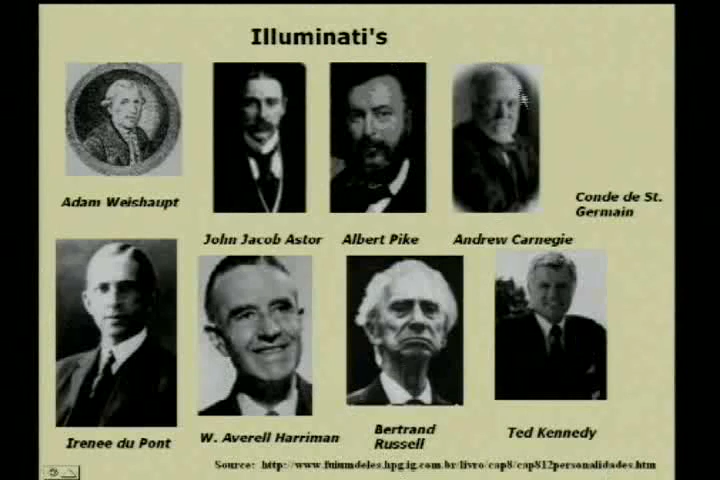 Illuminati's
Adam Weishaupt
John Jacob Astor
Albert Pike
Andrew Carnegie
Conde de St.
Germain
Irenee du Pont
W. Averell Harriman
Bertrand
Russell
Ted Kennedy
Source: http://www.fuiumdeles.hpg.ig.com.br/livro/cap8/cap812personalidades.htm